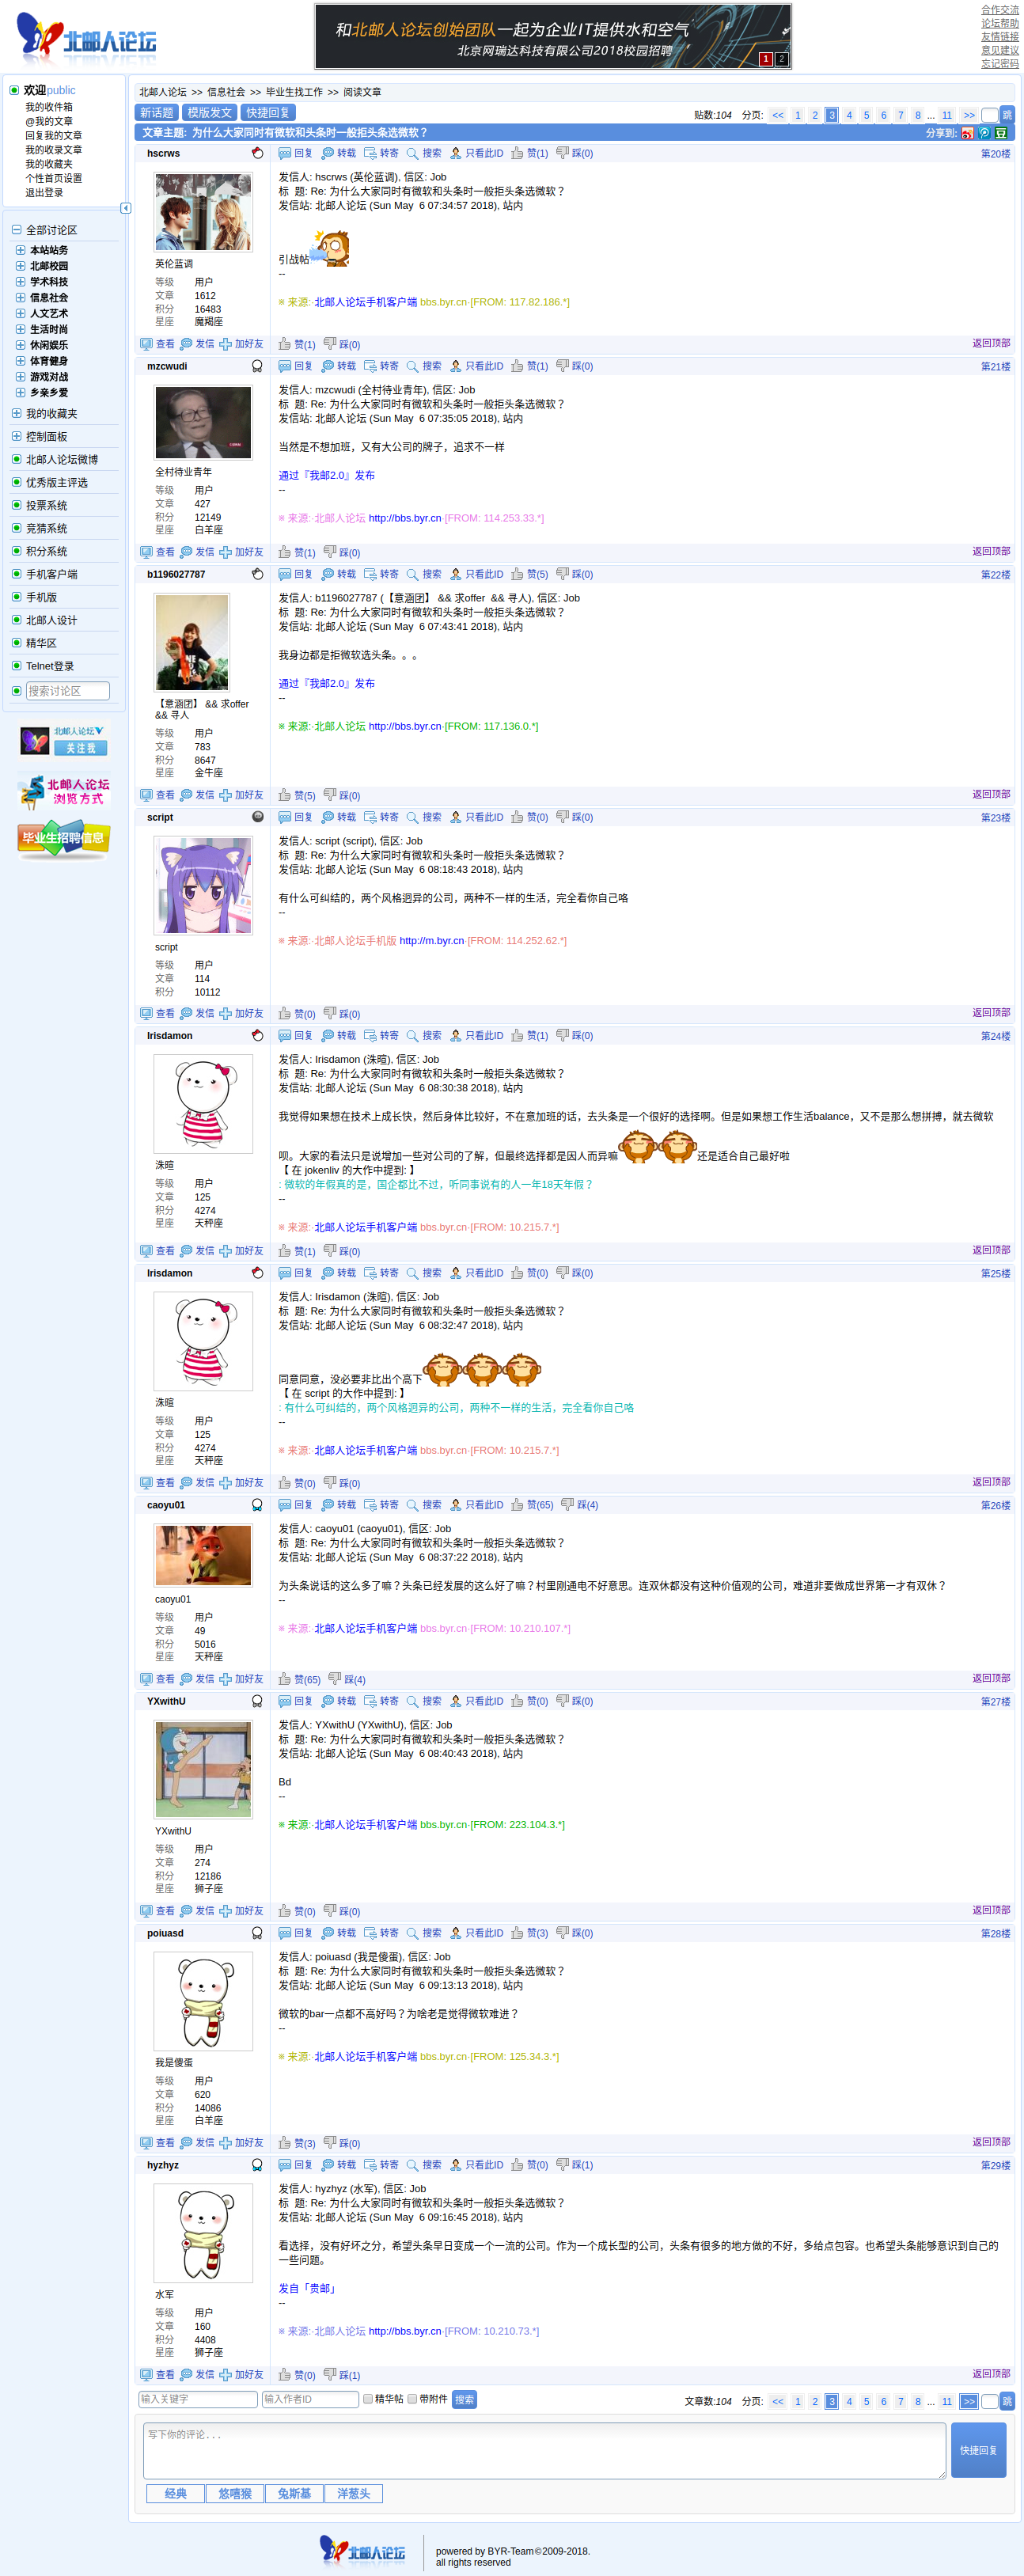 北邮人论坛
和北邮人论坛创始团队一起为企业IT提供水和空气
北京网瑞达科技有限公司2018校园招聘
1 2
合作交流
论坛帮助
友情链接
意见建议
忘记密码
欢迎public
我的收件箱
@我的文章
回复我的文章
我的收录文章
我的收藏夹
个性首页设置
退出登录
全部讨论区
本站站务
北邮校园
学术科技
信息社会
人文艺术
生活时尚
休闲娱乐
体育健身
游戏对战
乡亲乡爱
我的收藏夹
控制面板
北邮人论坛微博
优秀版主评选
投票系统
竞猜系统
积分系统
手机客户端
手机版
北邮人设计
精华区
Telnet登录
搜索讨论区
北邮人论坛
关注我
北邮人论坛
浏览方式
毕业生招聘信息
北邮人论坛 >> 信息社会 >> 毕业生找工作 >> 阅读文章
新话题 模版发文 快捷回复
贴数:104 分页: << 1 2 3 4 5 6 7 8 ... 11 >> 跳
文章主题: 为什么大家同时有微软和头条时一般拒头条选微软？
分享到: 豆
hscrws
回复 转载 转寄 搜索 只看此ID 赞(1) 踩(0) 第20楼
英伦蓝调
等级 用户
文章 1612
积分 16483
星座 魔羯座
发信人: hscrws (英伦蓝调), 信区: Job
标 题: Re: 为什么大家同时有微软和头条时一般拒头条选微软？
发信站: 北邮人论坛 (Sun May 6 07:34:57 2018), 站内
引战帖
--
※ 来源:·北邮人论坛手机客户端 bbs.byr.cn·[FROM: 117.82.186.*]
查看 发信 加好友 赞(1) 踩(0) 返回顶部
mzcwudi
回复 转载 转寄 搜索 只看此ID 赞(1) 踩(0) 第21楼
全村待业青年
等级 用户
文章 427
积分 12149
星座 白羊座
发信人: mzcwudi (全村待业青年), 信区: Job
标 题: Re: 为什么大家同时有微软和头条时一般拒头条选微软？
发信站: 北邮人论坛 (Sun May 6 07:35:05 2018), 站内
当然是不想加班，又有大公司的牌子，追求不一样
通过『我邮2.0』发布
--
※ 来源:·北邮人论坛 http://bbs.byr.cn·[FROM: 114.253.33.*]
查看 发信 加好友 赞(1) 踩(0) 返回顶部
b1196027787
回复 转载 转寄 搜索 只看此ID 赞(5) 踩(0) 第22楼
【意涵团】 && 求offer
&& 寻人
等级 用户
文章 783
积分 8647
星座 金牛座
发信人: b1196027787 (【意涵团】 && 求offer && 寻人), 信区: Job
标 题: Re: 为什么大家同时有微软和头条时一般拒头条选微软？
发信站: 北邮人论坛 (Sun May 6 07:43:41 2018), 站内
我身边都是拒微软选头条。。。
通过『我邮2.0』发布
--
※ 来源:·北邮人论坛 http://bbs.byr.cn·[FROM: 117.136.0.*]
查看 发信 加好友 赞(5) 踩(0) 返回顶部
script
回复 转载 转寄 搜索 只看此ID 赞(0) 踩(0) 第23楼
script
等级 用户
文章 114
积分 10112
发信人: script (script), 信区: Job
标 题: Re: 为什么大家同时有微软和头条时一般拒头条选微软？
发信站: 北邮人论坛 (Sun May 6 08:18:43 2018), 站内
有什么可纠结的，两个风格迥异的公司，两种不一样的生活，完全看你自己咯
--
※ 来源:·北邮人论坛手机版 http://m.byr.cn·[FROM: 114.252.62.*]
查看 发信 加好友 赞(0) 踩(0) 返回顶部
Irisdamon
回复 转载 转寄 搜索 只看此ID 赞(1) 踩(0) 第24楼
洙暄
等级 用户
文章 125
积分 4274
星座 天秤座
发信人: Irisdamon (洙暄), 信区: Job
标 题: Re: 为什么大家同时有微软和头条时一般拒头条选微软？
发信站: 北邮人论坛 (Sun May 6 08:30:38 2018), 站内
我觉得如果想在技术上成长快，然后身体比较好，不在意加班的话，去头条是一个很好的选择啊。但是如果想工作生活balance，又不是那么想拼搏，就去微软
呗。大家的看法只是说增加一些对公司的了解，但最终选择都是因人而异嘛 还是适合自己最好啦
【 在 jokenliv 的大作中提到: 】
: 微软的年假真的是，国企都比不过，听同事说有的人一年18天年假？
--
※ 来源:·北邮人论坛手机客户端 bbs.byr.cn·[FROM: 10.215.7.*]
查看 发信 加好友 赞(1) 踩(0) 返回顶部
Irisdamon
回复 转载 转寄 搜索 只看此ID 赞(0) 踩(0) 第25楼
洙暄
等级 用户
文章 125
积分 4274
星座 天秤座
发信人: Irisdamon (洙暄), 信区: Job
标 题: Re: 为什么大家同时有微软和头条时一般拒头条选微软？
发信站: 北邮人论坛 (Sun May 6 08:32:47 2018), 站内
同意同意，没必要非比出个高下
【 在 script 的大作中提到: 】
: 有什么可纠结的，两个风格迥异的公司，两种不一样的生活，完全看你自己咯
--
※ 来源:·北邮人论坛手机客户端 bbs.byr.cn·[FROM: 10.215.7.*]
查看 发信 加好友 赞(0) 踩(0) 返回顶部
caoyu01
回复 转载 转寄 搜索 只看此ID 赞(65) 踩(4) 第26楼
caoyu01
等级 用户
文章 49
积分 5016
星座 天秤座
发信人: caoyu01 (caoyu01), 信区: Job
标 题: Re: 为什么大家同时有微软和头条时一般拒头条选微软？
发信站: 北邮人论坛 (Sun May 6 08:37:22 2018), 站内
为头条说话的这么多了嘛？头条已经发展的这么好了嘛？村里刚通电不好意思。连双休都没有这种价值观的公司，难道非要做成世界第一才有双休？
--
※ 来源:·北邮人论坛手机客户端 bbs.byr.cn·[FROM: 10.210.107.*]
查看 发信 加好友 赞(65) 踩(4) 返回顶部
YXwithU
回复 转载 转寄 搜索 只看此ID 赞(0) 踩(0) 第27楼
YXwithU
等级 用户
文章 274
积分 12186
星座 狮子座
发信人: YXwithU (YXwithU), 信区: Job
标 题: Re: 为什么大家同时有微软和头条时一般拒头条选微软？
发信站: 北邮人论坛 (Sun May 6 08:40:43 2018), 站内
Bd
--
※ 来源:·北邮人论坛手机客户端 bbs.byr.cn·[FROM: 223.104.3.*]
查看 发信 加好友 赞(0) 踩(0) 返回顶部
poiuasd
回复 转载 转寄 搜索 只看此ID 赞(3) 踩(0) 第28楼
我是傻蛋
等级 用户
文章 620
积分 14086
星座 白羊座
发信人: poiuasd (我是傻蛋), 信区: Job
标 题: Re: 为什么大家同时有微软和头条时一般拒头条选微软？
发信站: 北邮人论坛 (Sun May 6 09:13:13 2018), 站内
微软的bar一点都不高好吗？为啥老是觉得微软难进？
--
※ 来源:·北邮人论坛手机客户端 bbs.byr.cn·[FROM: 125.34.3.*]
查看 发信 加好友 赞(3) 踩(0) 返回顶部
hyzhyz
回复 转载 转寄 搜索 只看此ID 赞(0) 踩(1) 第29楼
水军
等级 用户
文章 160
积分 4408
星座 狮子座
发信人: hyzhyz (水军), 信区: Job
标 题: Re: 为什么大家同时有微软和头条时一般拒头条选微软？
发信站: 北邮人论坛 (Sun May 6 09:16:45 2018), 站内
看选择，没有好坏之分，希望头条早日变成一个一流的公司。作为一个成长型的公司，头条有很多的地方做的不好，多给点包容。也希望头条能够意识到自己的
一些问题。
发自「贵邮」
--
※ 来源:·北邮人论坛 http://bbs.byr.cn·[FROM: 10.210.73.*]
查看 发信 加好友 赞(0) 踩(1) 返回顶部
输入关键字 输入作者ID 精华帖 带附件 搜索
文章数:104 分页: << 1 2 3 4 5 6 7 8 ... 11 >> 跳
写下你的评论...
快捷回复
经典 悠嘻猴 兔斯基 洋葱头
北邮人论坛
powered by BYR-Team©2009-2018.
all rights reserved